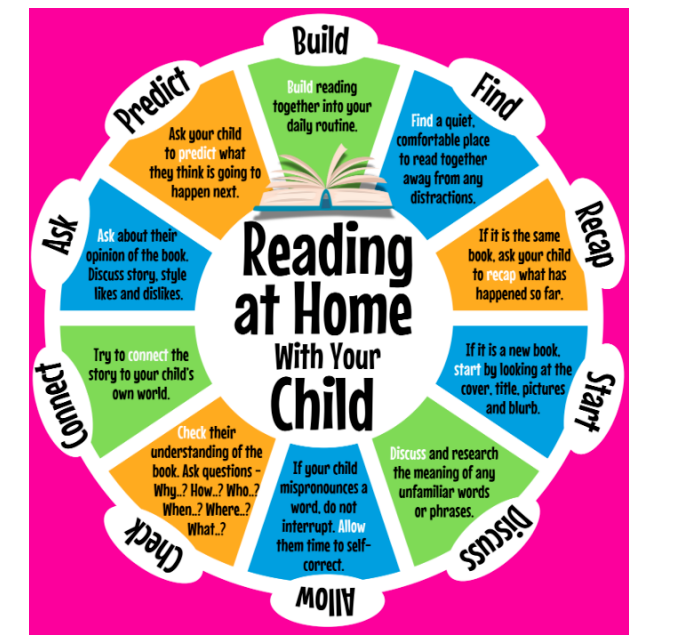 Build
Build reading
together into your
daily routine.
Find
Find a quiet,
comfortable place
to read together
away from any
distractions.
Recap
If it is the same
book, ask your child
to recap what has
happened so far.
Start
If it is a new book,
start by looking at the
cover, title, pictures
and blurb.
Discuss
Discuss and research
the meaning of any
unfamiliar words
or phrases.
Allow
If your child
mispronounces a
word, do not
interrupt. Allow
them time to self-
correct.
Check
Check their
understanding of the
book. Ask questions -
Why..? How..? Who..?
When..? Where..?
What..?
Connect
Try to connect the
story to your child's
own world.
Ask
Ask about their
opinion of the book.
Discuss story, style
likes and dislikes.
Predict
Ask your child
to predict what
they think is going to
happen next.
Reading
at Home
With Your
Child